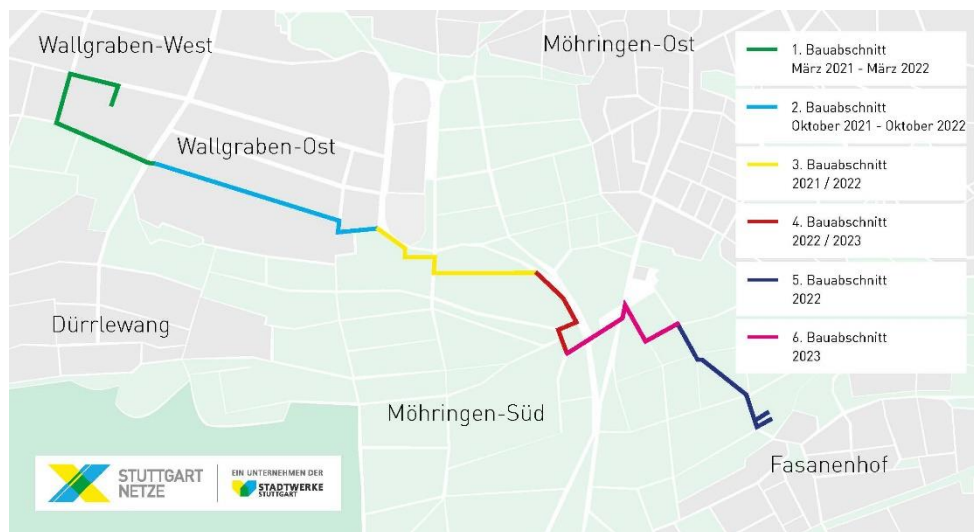 Wallgraben-West
Möhringen-Ost
Wallgraben-Ost
Dürrlewang
Möhringen-Süd
Fasanenhof
1. Bauabschnitt
März 2021 - März 2022
2. Bauabschnitt
Oktober 2021 - Oktober 2022
3. Bauabschnitt
2021 / 2022
4. Bauabschnitt
2022 / 2023
5. Bauabschnitt
2022
6. Bauabschnitt
2023
STUTTGART
NETZE
EIN UNTERNEHMEN DER
STADTWERKE
STUTTGART